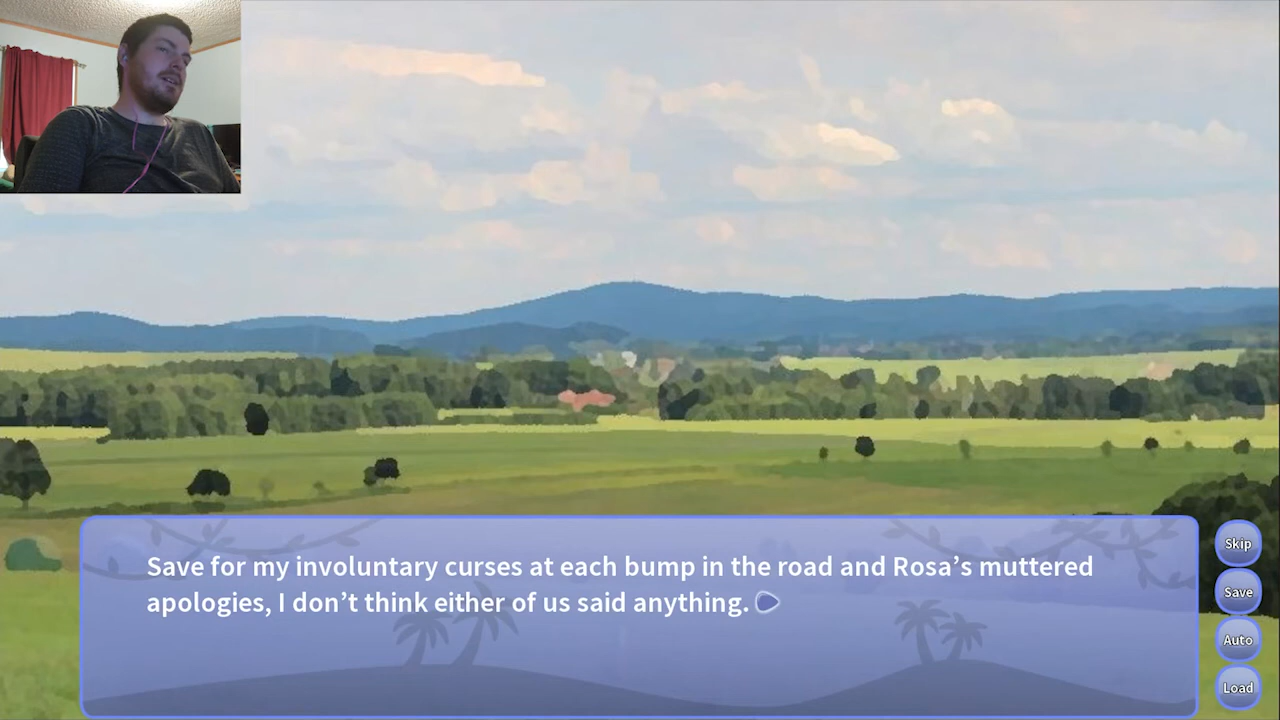 Save for my involuntary curses at each bump in the road and Rosa’s muttered
apologies, I don’t think either of us said anything.
Skip
Save
Auto
Load